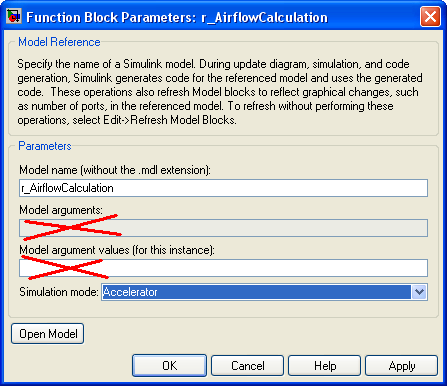 Function Block Parameters: r_AirflowCalculation
Model Reference
Specify the name of a Simulink model. During update diagram, simulation, and code
generation, Simulink generates code for the referenced model and uses the generated
code.  These operations also refresh Model blocks to reflect graphical changes, such
as number of ports, in the referenced model. To refresh without performing these
operations, select Edit->Refresh Model Blocks.
Parameters
Model name (without the .mdl extension):
r_AirflowCalculation
Model arguments:
Model argument values (for this instance):
Simulation mode: Accelerator
Open Model
OK Cancel Help Apply